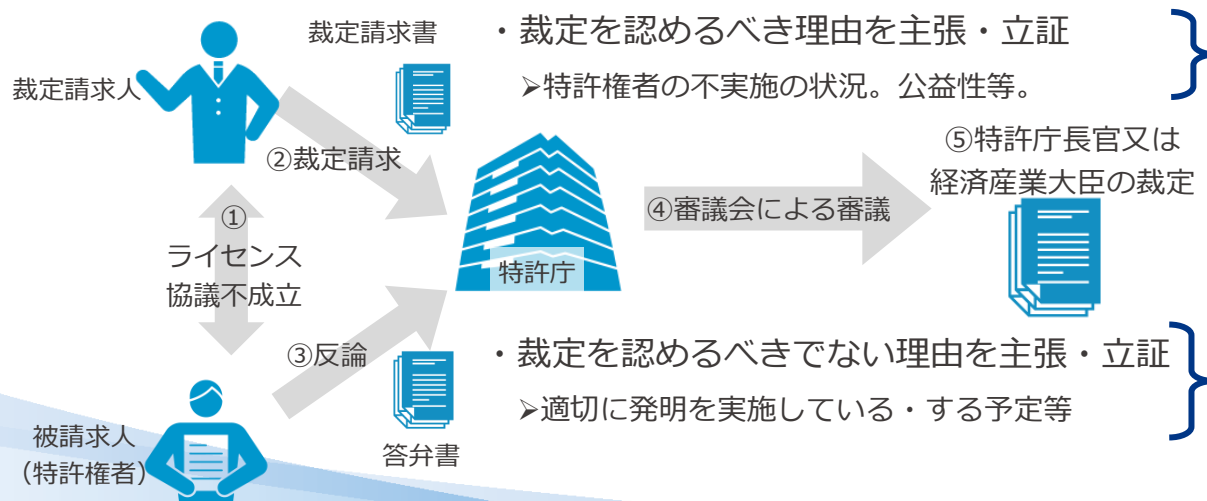 裁定請求書
・裁定を認めるべき理由を主張・立証
➢特許権者の不実施の状況。公益性等。
裁定請求人
②裁定請求
①
ライセンス
協議不成立
特許庁
④審議会による審議
⑤特許庁長官又は
経済産業大臣の裁定
③反論
・裁定を認めるべきでない理由を主張・立証
➢適切に発明を実施している・する予定等
答弁書
被請求人
(特許権者)